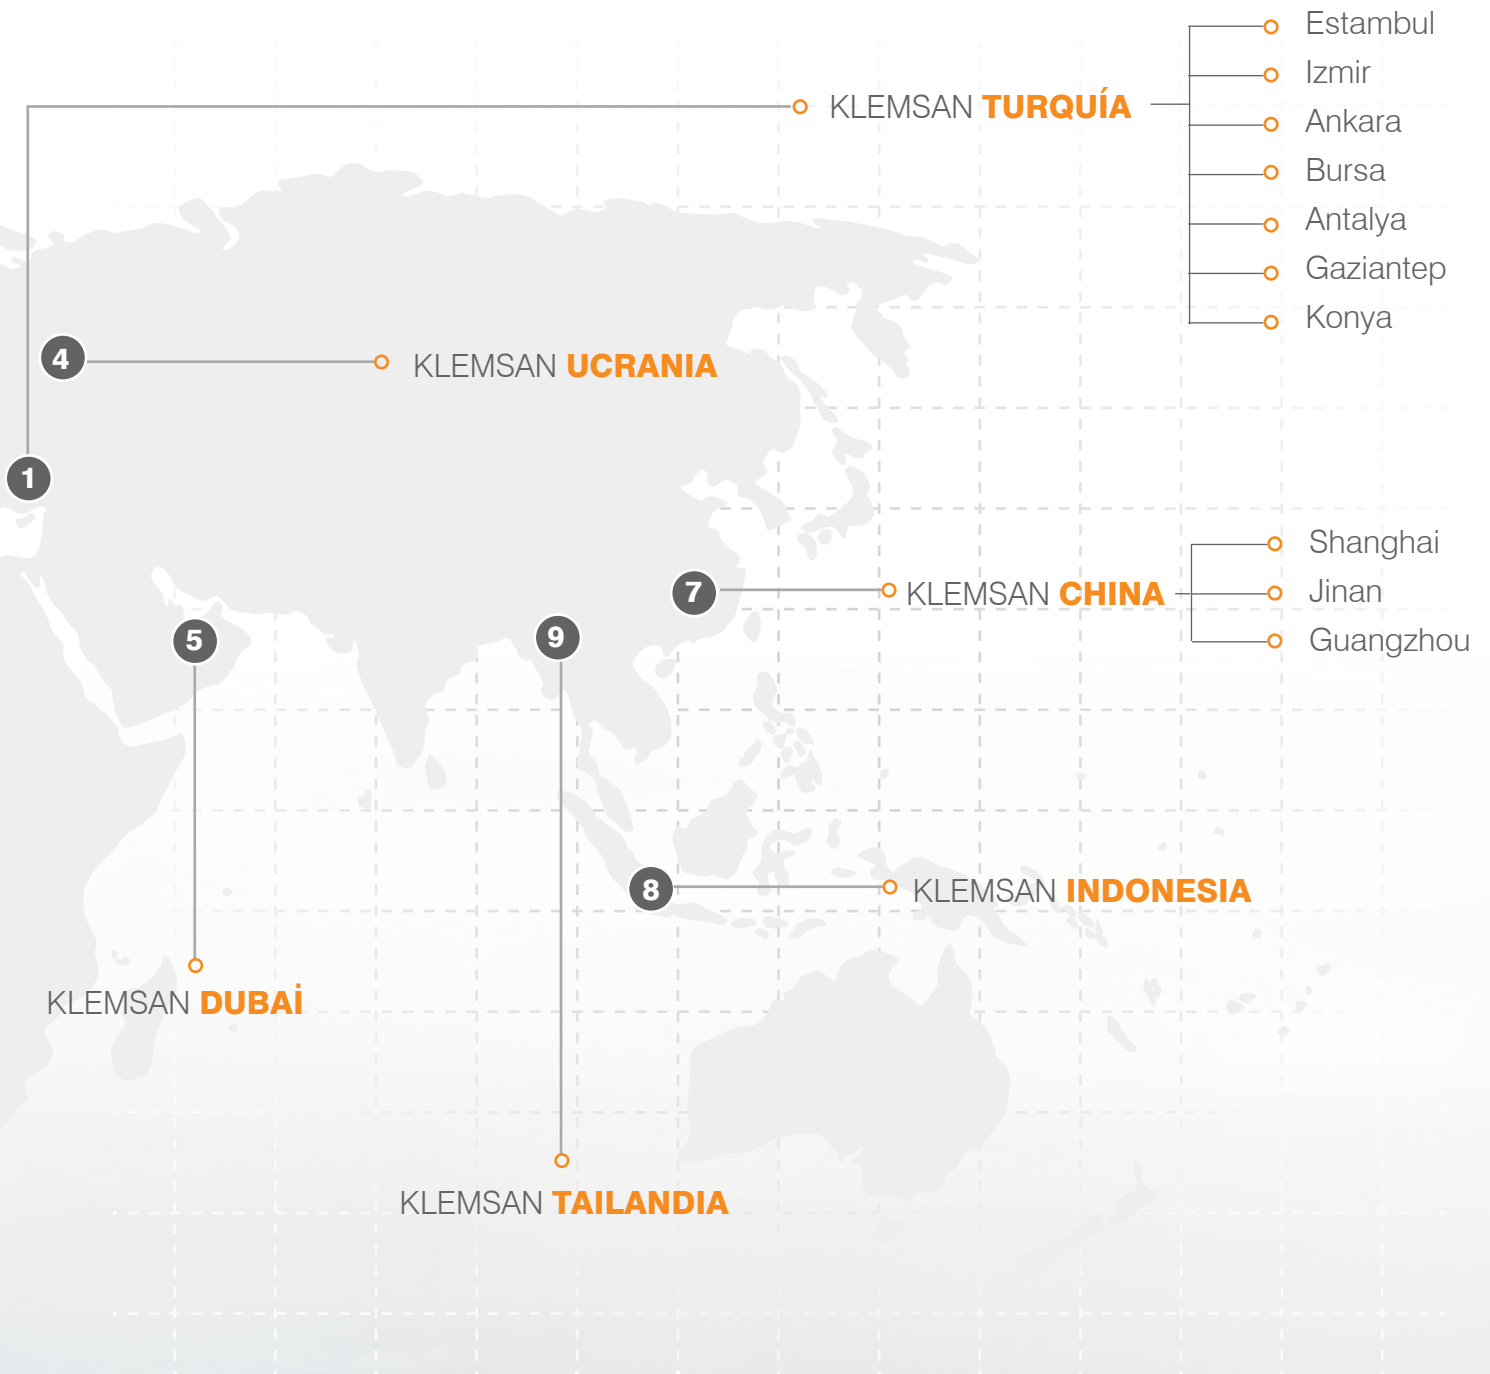 Estambul
Izmir
KLEMSAN TURQUÍA
Ankara
Bursa
Antalya
Gaziantep
Konya
4
KLEMSAN UCRANIA
1
Shanghai
7
KLEMSAN CHINA
Jinan
Guangzhou
5
9
8
KLEMSAN INDONESIA
KLEMSAN DUBAİ
KLEMSAN TAILANDIA